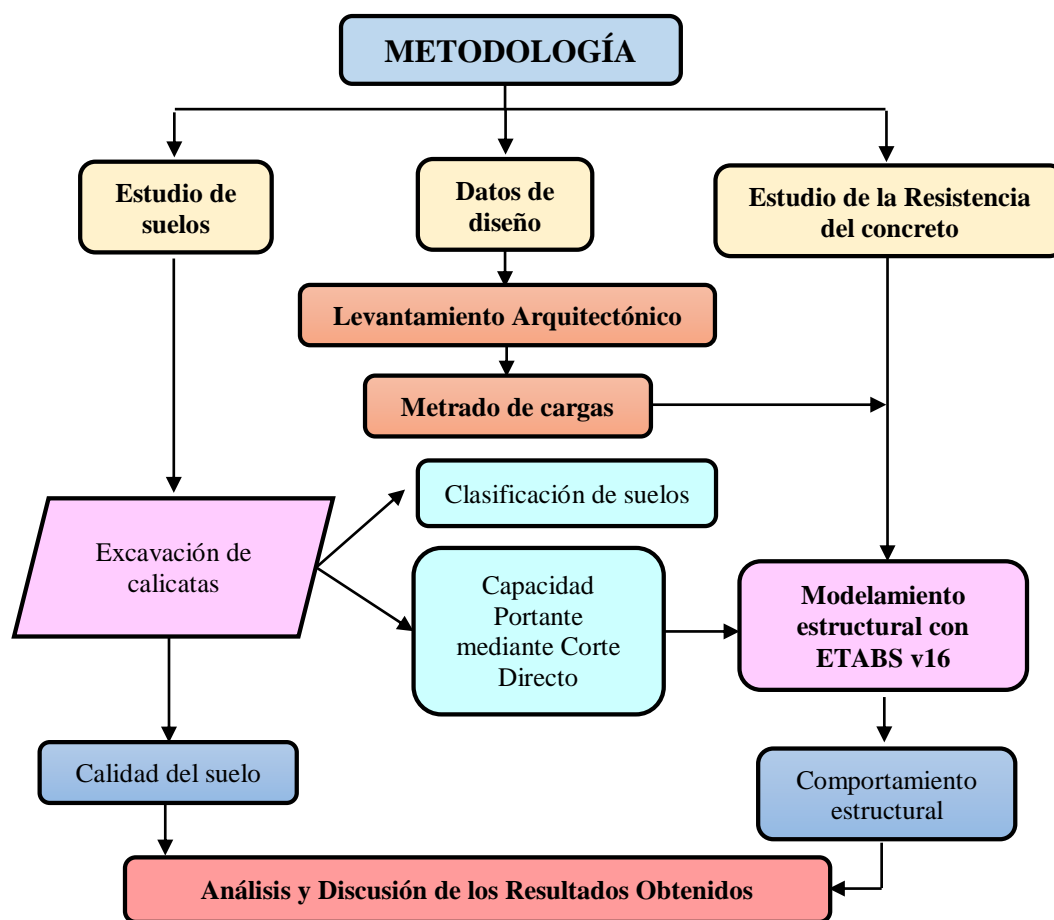 METODOLOGÍA
Estudio de
suelos
Datos de
diseño
Estudio de la Resistencia
del concreto
Levantamiento Arquitectónico
Metrado de cargas
Clasificación de suelos
Excavación de
calicatas
Capacidad
Portante
mediante Corte
Directo
Modelamiento
estructural con
ETABS v16
Calidad del suelo
Comportamiento
estructural
Análisis y Discusión de los Resultados Obtenidos